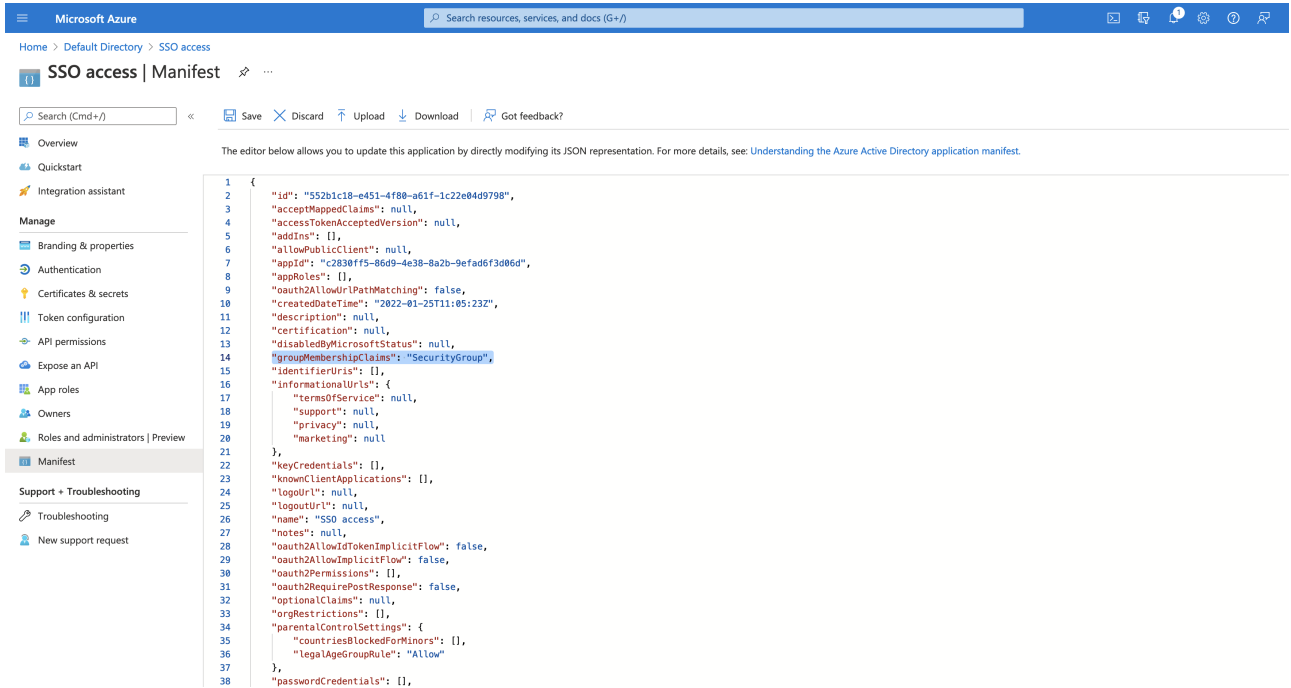 Microsoft Azure
Search resources, services, and docs (G+/)
1
Home > Default Directory > SSO access
SSO access | Manifest
Search (Cmd+/)
«
Save Discard Upload Download Got feedback?
Overview
Quickstart
Integration assistant
Manage
Branding & properties
Authentication
Certificates & secrets
Token configuration
API permissions
Expose an API
App roles
Owners
Roles and administrators | Preview
Manifest
Support + Troubleshooting
Troubleshooting
New support request
The editor below allows you to update this application by directly modifying its JSON representation. For more details, see: Understanding the Azure Active Directory application manifest.
1 {
2 "id": "552b1c18-e451-4f80-a61f-1c22e04d9798",
3 "acceptMappedClaims": null,
4 "accessTokenAcceptedVersion": null,
5 "addIns": [],
6 "allowPublicClient": null,
7 "appId": "c2830ff5-86d9-4e38-8a2b-9efad6f3d06d",
8 "appRoles": [],
9 "oauth2AllowUrlPathMatching": false,
10 "createdDateTime": "2022-01-25T11:05:23Z",
11 "description": null,
12 "certification": null,
13 "disabledByMicrosoftStatus": null,
14 "groupMembershipClaims": "SecurityGroup",
15 "identifierUris": [],
16 "informationalUrls": {
17 "termsOfService": null,
18 "support": null,
19 "privacy": null,
20 "marketing": null
21 },
22 "keyCredentials": [],
23 "knownClientApplications": [],
24 "logoUrl": null,
25 "logoutUrl": null,
26 "name": "SSO access",
27 "notes": null,
28 "oauth2AllowIdTokenImplicitFlow": false,
29 "oauth2AllowImplicitFlow": false,
30 "oauth2Permissions": [],
31 "oauth2RequirePostResponse": false,
32 "optionalClaims": null,
33 "orgRestrictions": [],
34 "parentalControlSettings": {
35 "countriesBlockedForMinors": [],
36 "legalAgeGroupRule": "Allow"
37 },
38 "passwordCredentials": [],